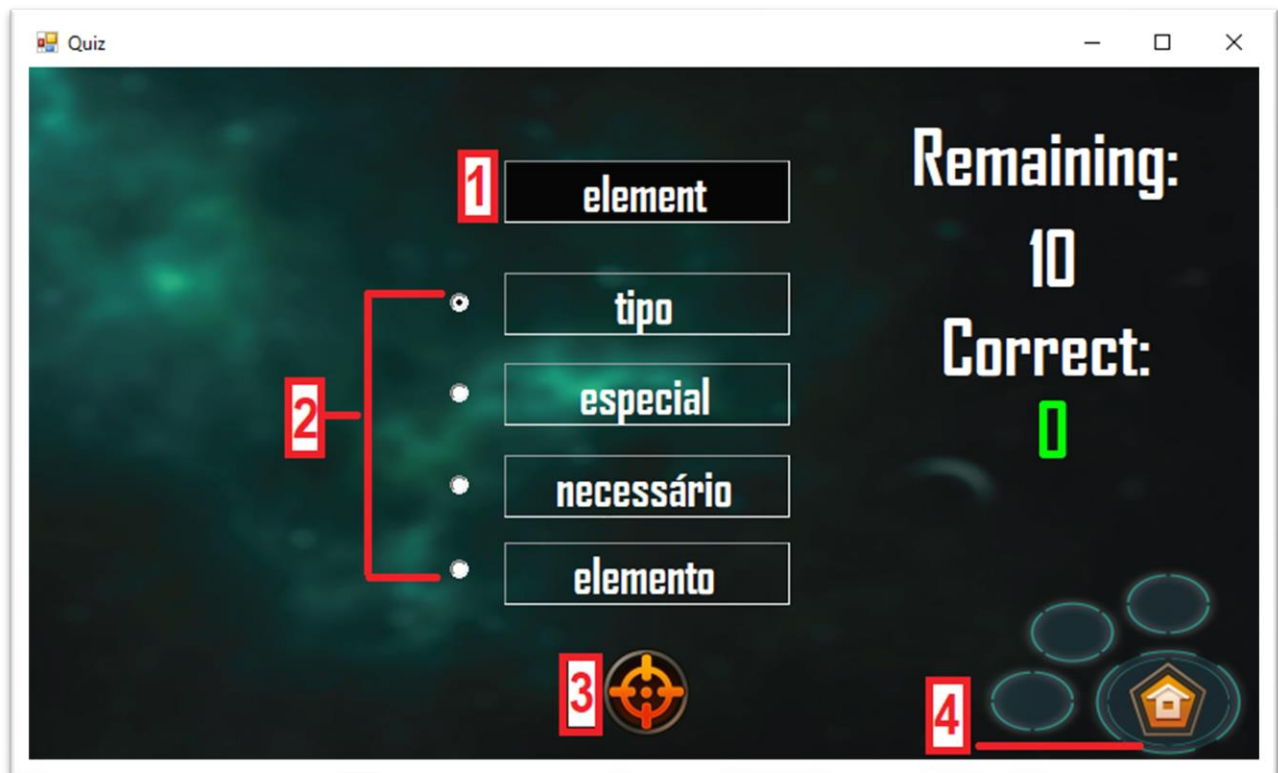 Quiz
1
element
tipo
especial
2
necessário
elemento
3
Remaining:
10
Correct:
0
4